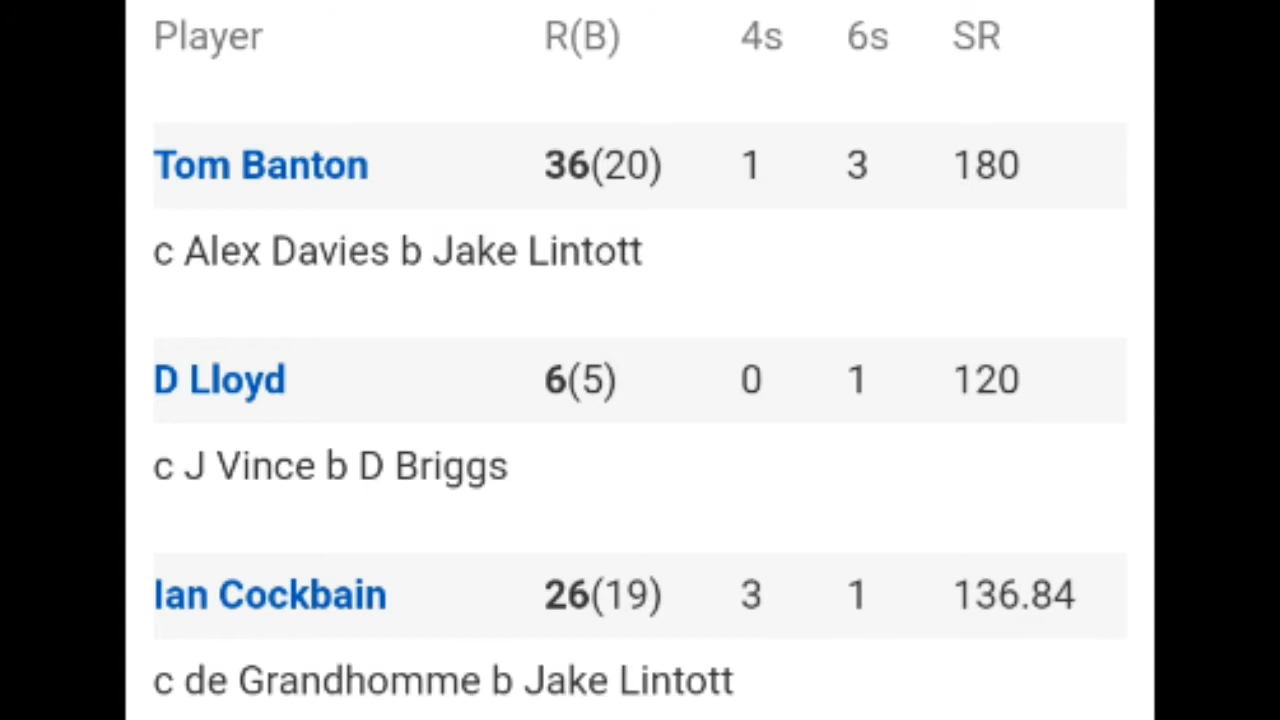 Player R(B) 4s 6s SR
Tom Banton 36(20) 1 3 180
c Alex Davies b Jake Lintott
D Lloyd 6(5) 0 1 120
c J Vince b D Briggs
Ian Cockbain 26(19) 3 1 136.84
c de Grandhomme b Jake Lintott